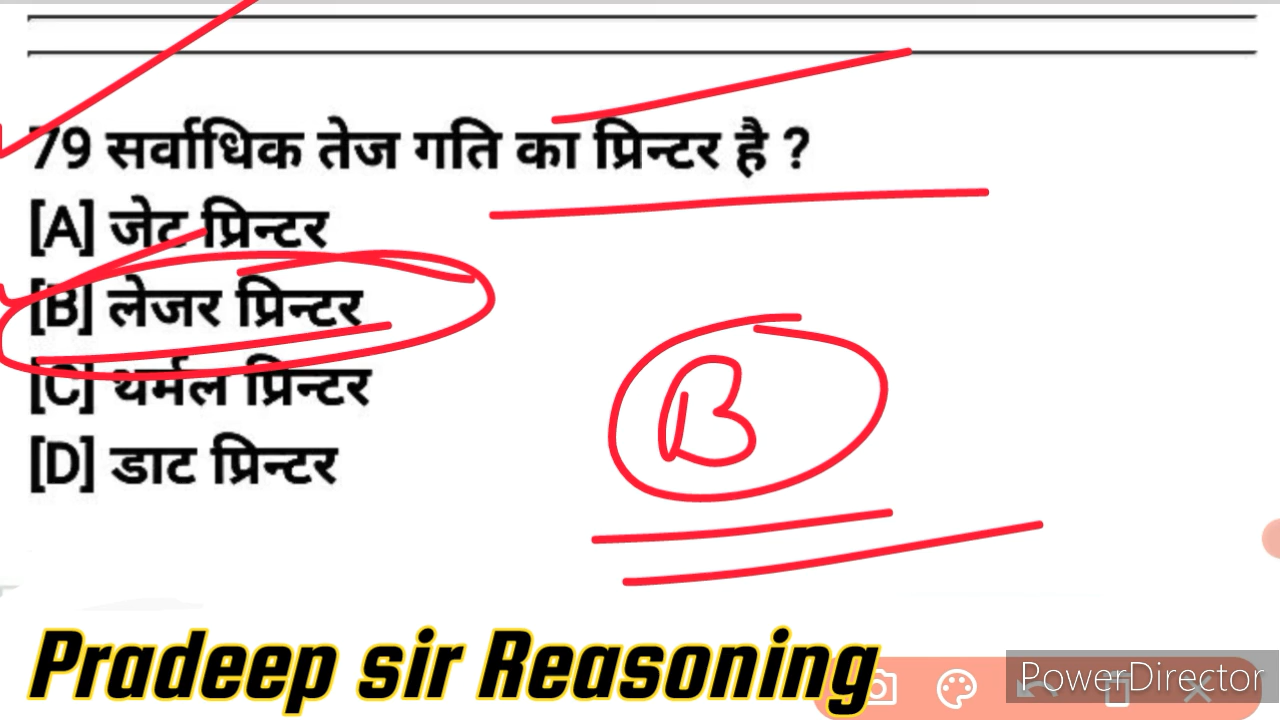 79 सर्वाधिक तेज गति का प्रिन्टर है ?
[A] जेट प्रिन्टर
[B] लेजर प्रिन्टर
[C] थर्मल प्रिन्टर
[D] डाट प्रिन्टर
B
Pradeep sir Reasoning
PowerDirector